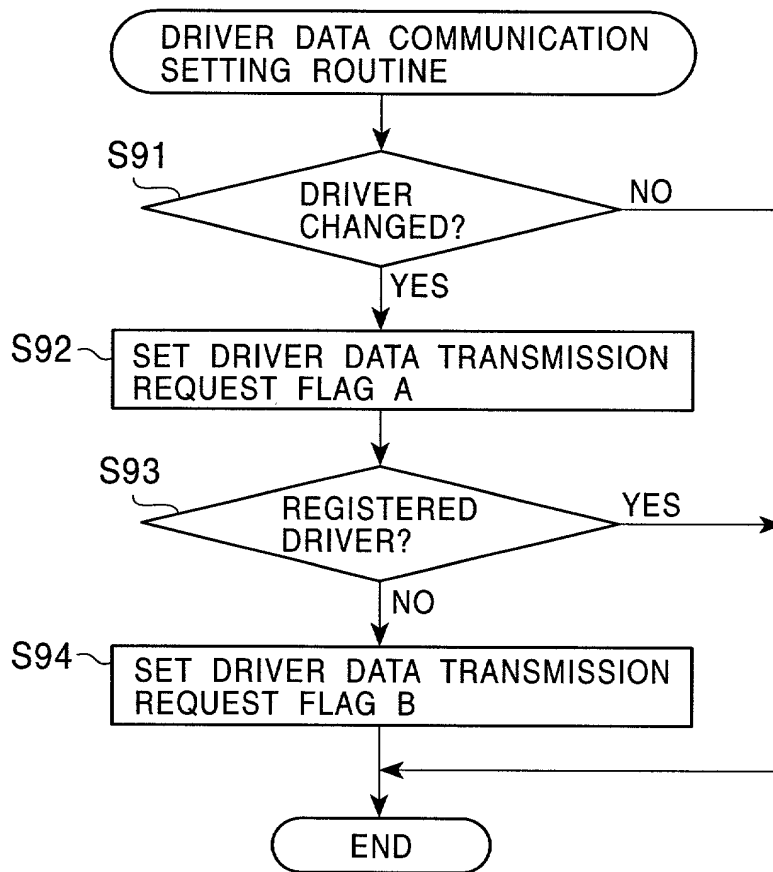 DRIVER DATA COMMUNICATION
SETTING ROUTINE
S91
DRIVER
CHANGED?
NO
YES
S92
SET DRIVER DATA TRANSMISSION
REQUEST FLAG A
S93
REGISTERED
DRIVER?
YES
NO
S94
SET DRIVER DATA TRANSMISSION
REQUEST FLAG B
END